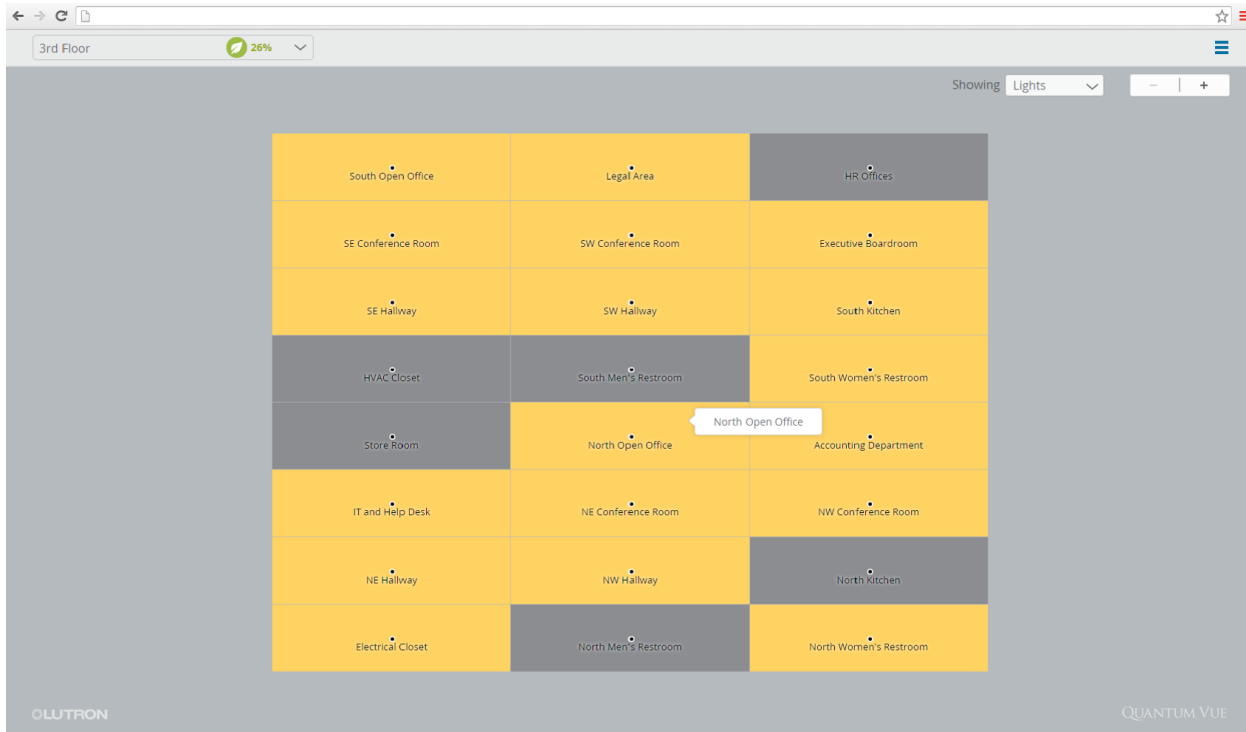 3rd Floor 26%
Showing Lights − | +
South Open Office
Legal Area
HR Offices
SE Conference Room
SW Conference Room
Executive Boardroom
SE Hallway
SW Hallway
South Kitchen
HVAC Closet
South Men's Restroom
South Women's Restroom
North Open Office
Store Room
North Open Office
Accounting Department
IT and Help Desk
NE Conference Room
NW Conference Room
NE Hallway
NW Hallway
North Kitchen
Electrical Closet
North Men's Restroom
North Women's Restroom
LUTRON
QUANTUM VUE